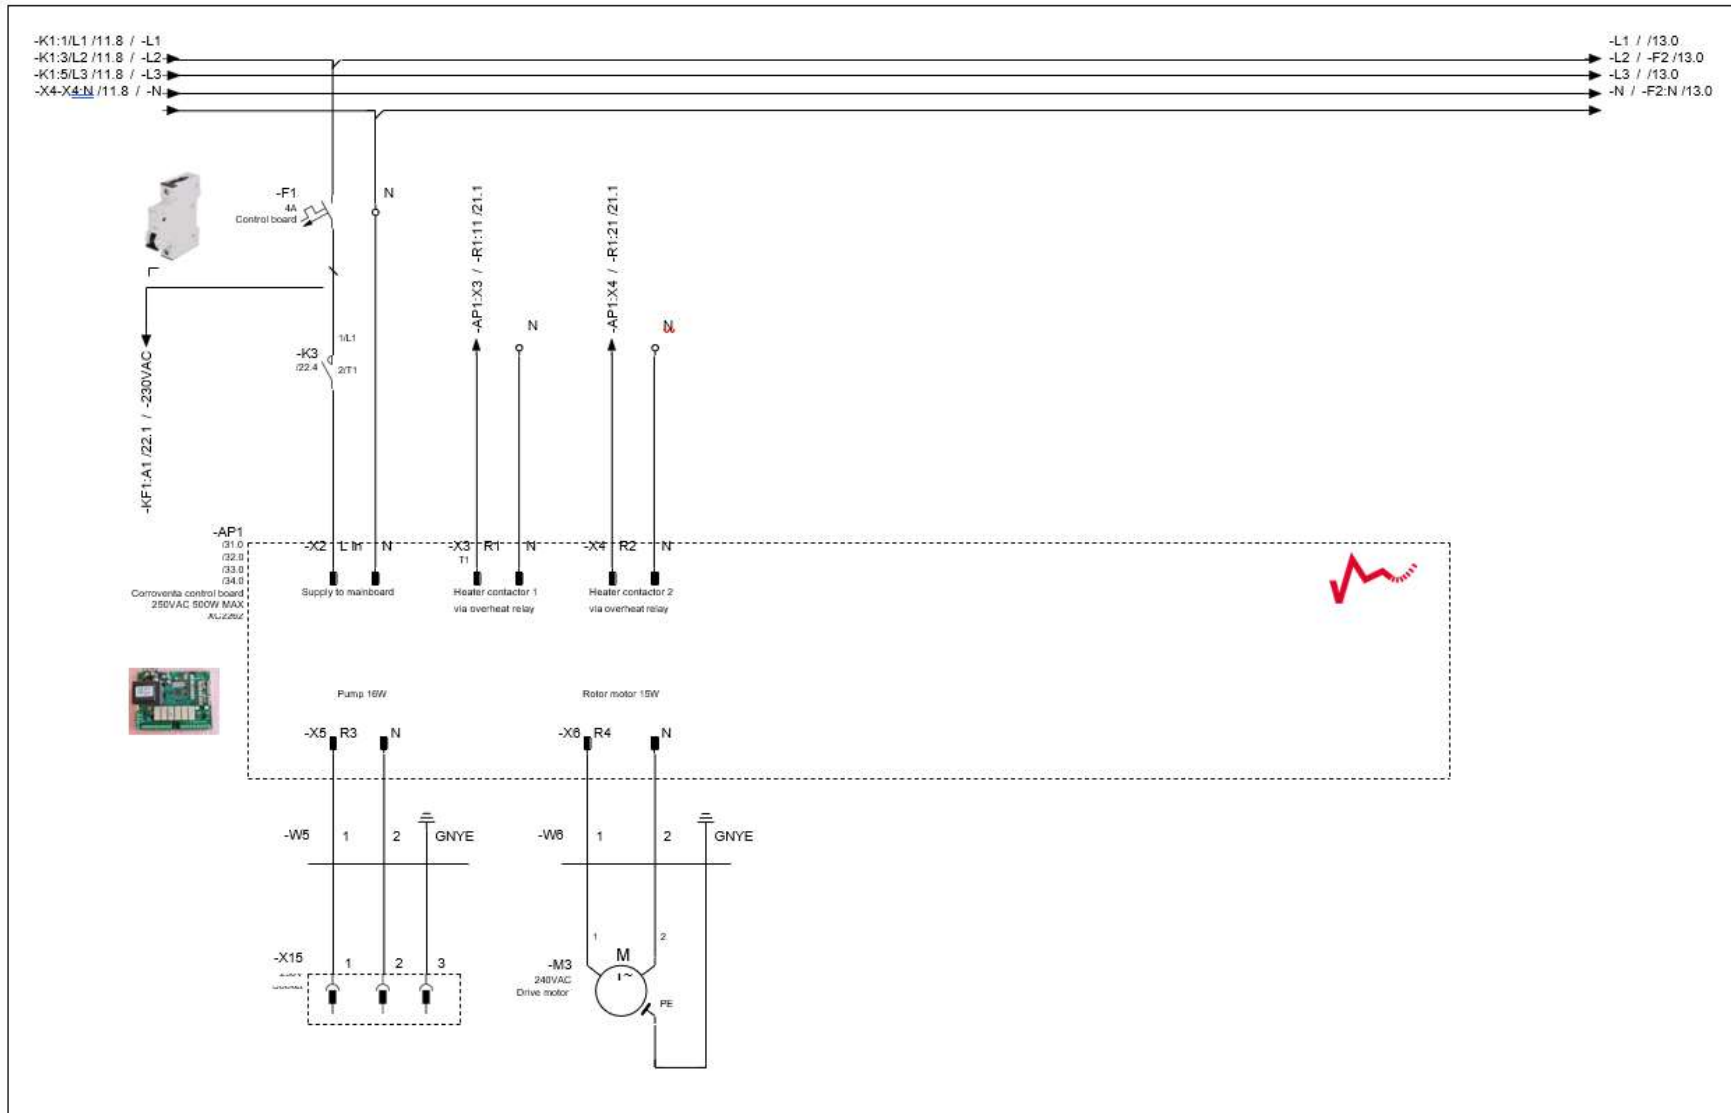 -K1:1/L1 /11.8 / -L1
-K1:3/L2 /11.8 / -L2
-K1:5/L3 /11.8 / -L3
-X4-X4:N /11.8 / -N
-L1 / /13.0
-L2 / -F2 /13.0
-L3 / /13.0
-N / -F2:N /13.0
-F1
4A
Control board
N
-AP1:X3 / -R1:11 /21.1
N
-AP1:X4 / -R1:21 /21.1
N
-KF1:A1 /22.1 / -230VAC
1/L1
-K3
/22.4
2/T1
-AP1
/31.0
/32.0
/33.0
/34.0
Corroventa control board
250VAC 500W MAX
XC2262
-X2 L In N
Supply to mainboard
-X3 R1 N
T1
Heater contactor 1
via overheat relay
-X4 R2 N
Heater contactor 2
via overheat relay
Pump 16W
Rotor motor 15W
-X5 R3 N
-X6 R4 N
-W5 1 2 GNYE
-W6 1 2 GNYE
-X15 1 2 3
1 2
M
1~
-M3
240VAC
Drive motor
PE